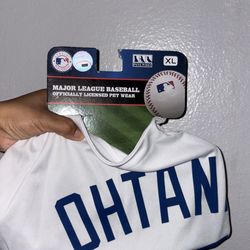 XL
MAJOR LEAGUE BASEBALL
OFFICIALLY LICENSED PET WEAR
OHTAN